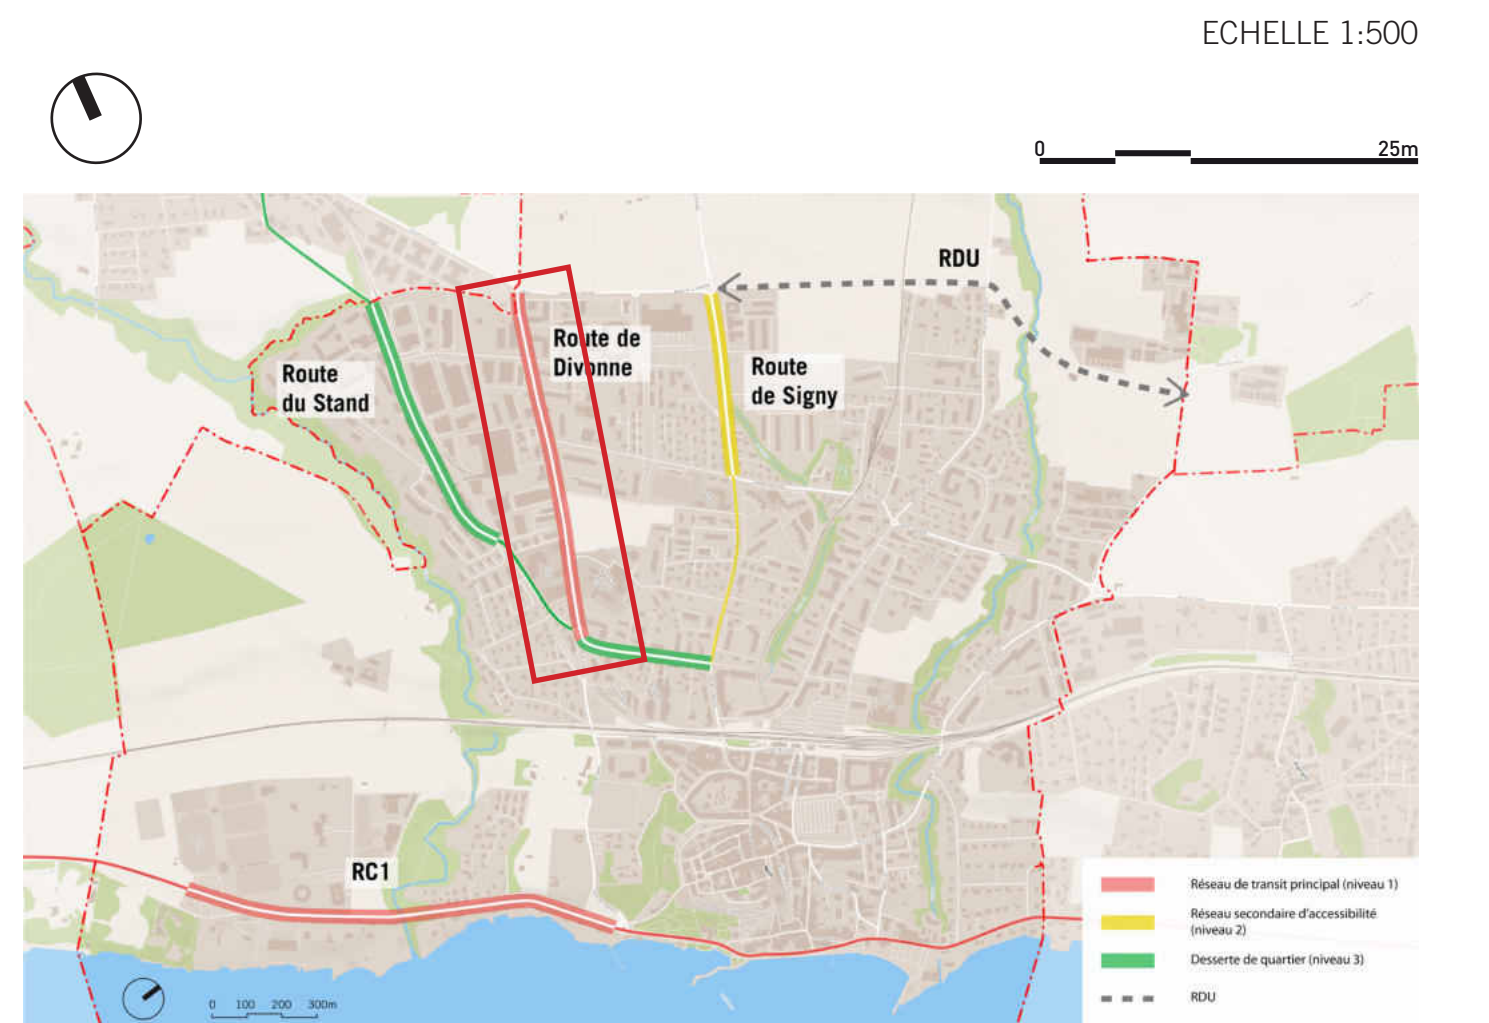 ECHELLE 1:500
0 25m
RDU
Route de
Divonne
Route
du Stand
Route
de Signy
RC1
Réseau de transit principal (niveau 1)
Réseau secondaire d'accessibilité
(niveau 2)
Desserte de quartier (niveau 3)
RDU
0 100 200 300m